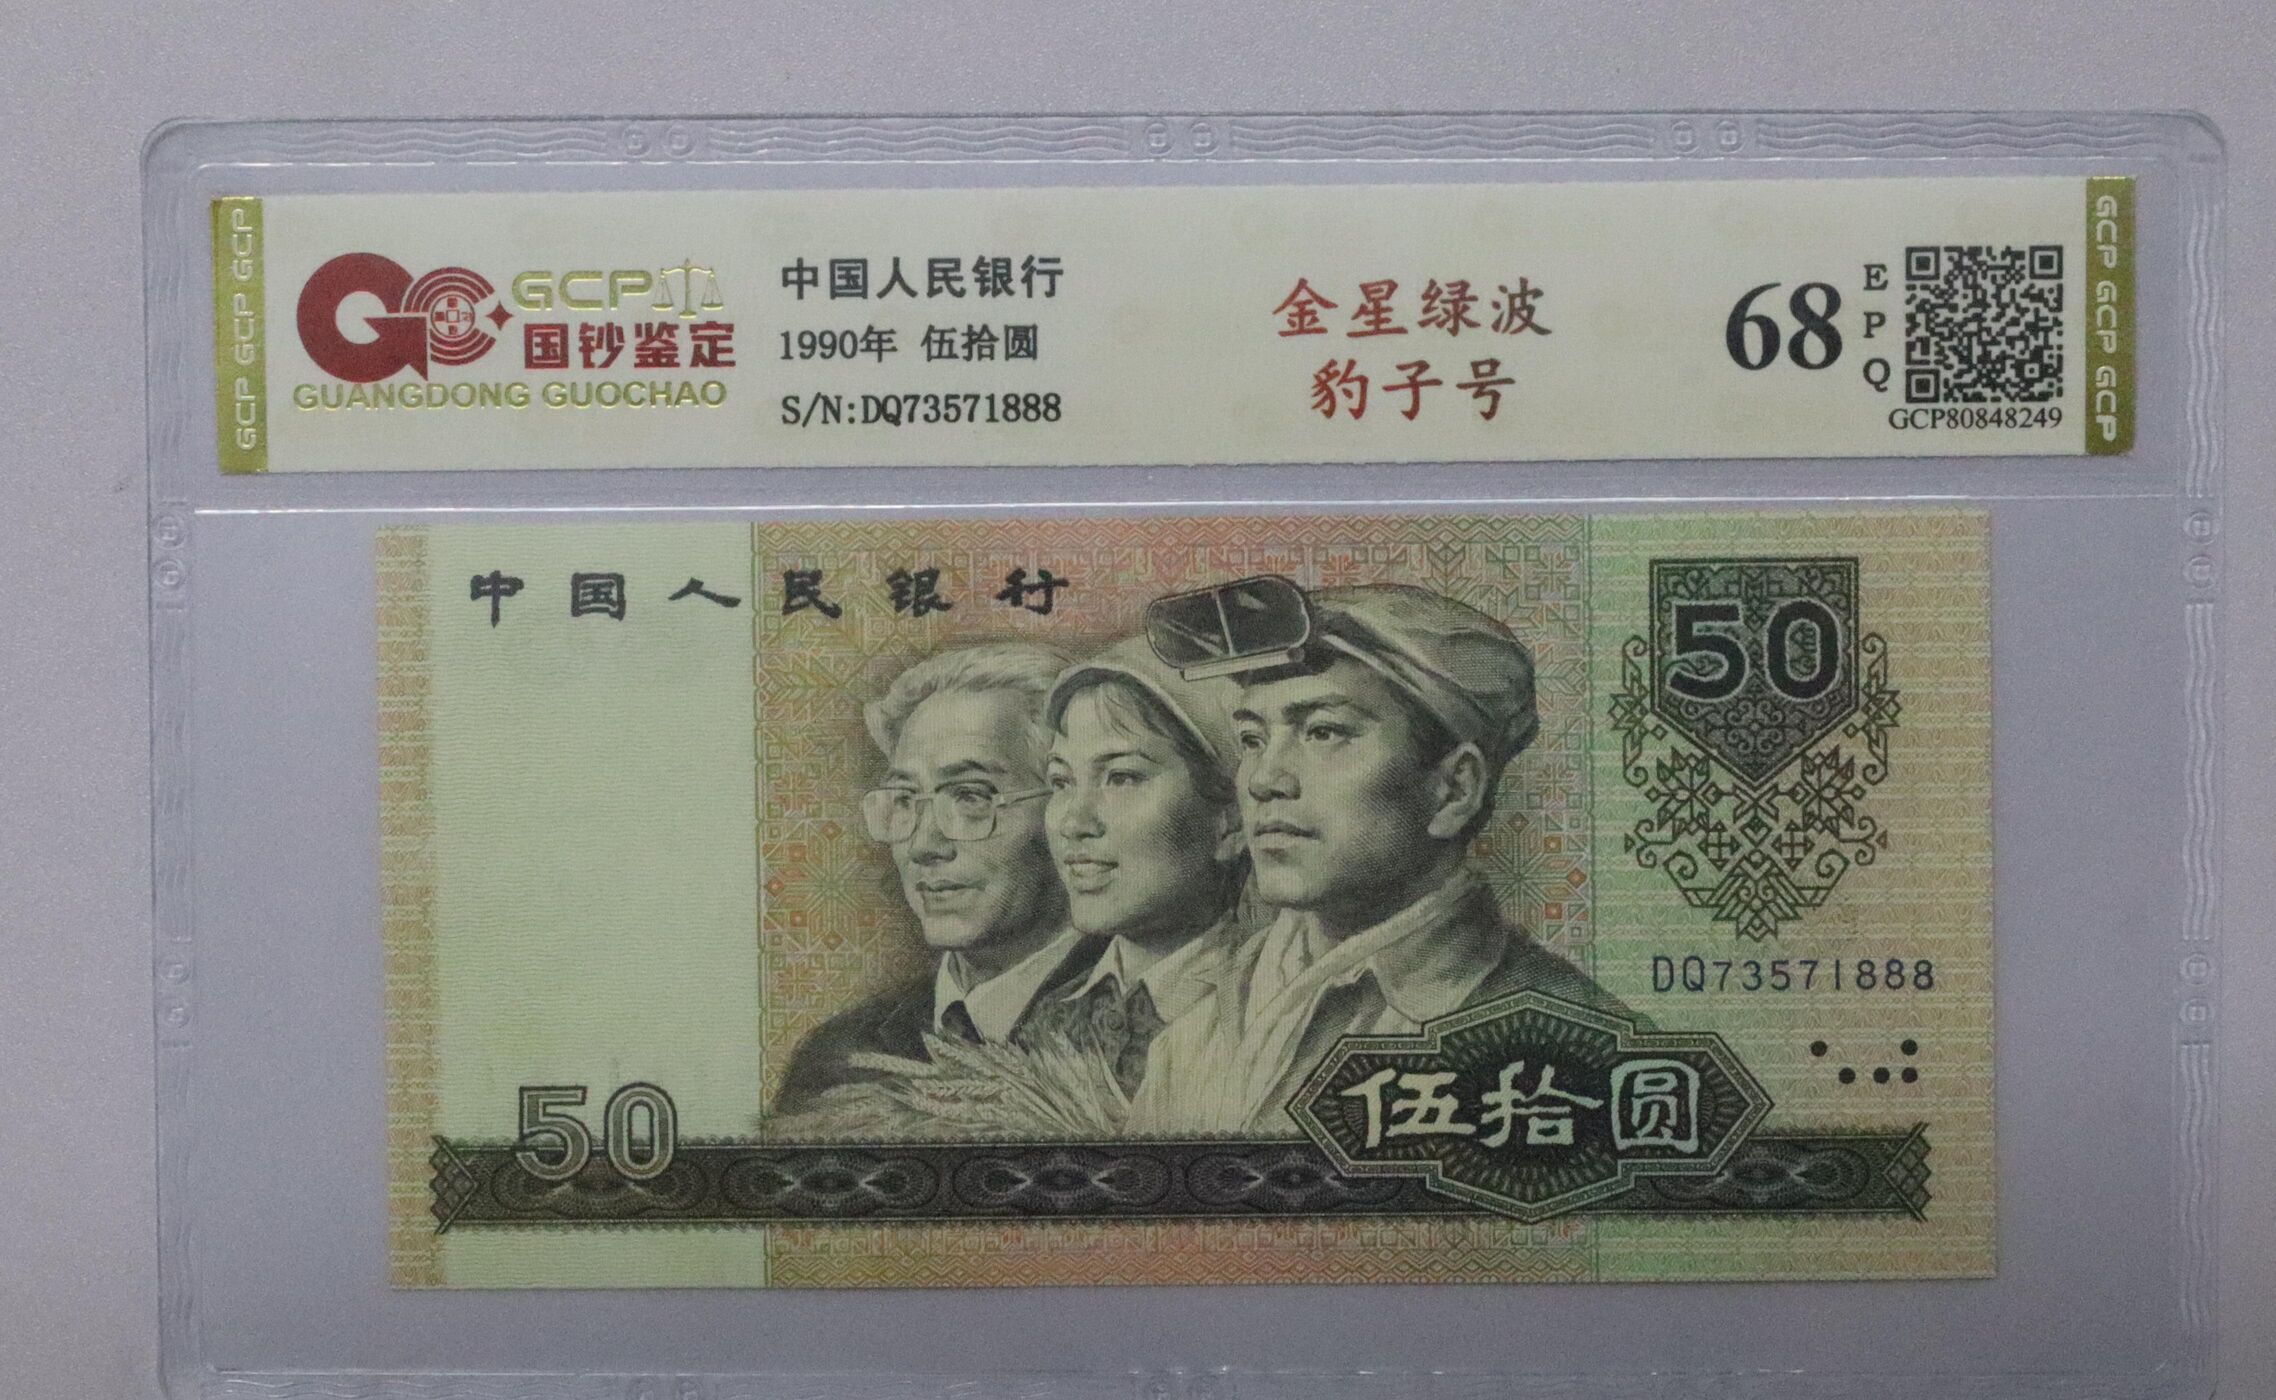 GCP GCP GCP
GCP
国钞鉴定
GUANGDONG GUOCHAO
中国人民银行
1990年 伍拾圆
S/N:DQ73571888
金星绿波
豹子号
68
E
P
Q
GCP80848249
GCP GCP GCP
中国人民银行
50
DQ73571888
50
伍拾圆